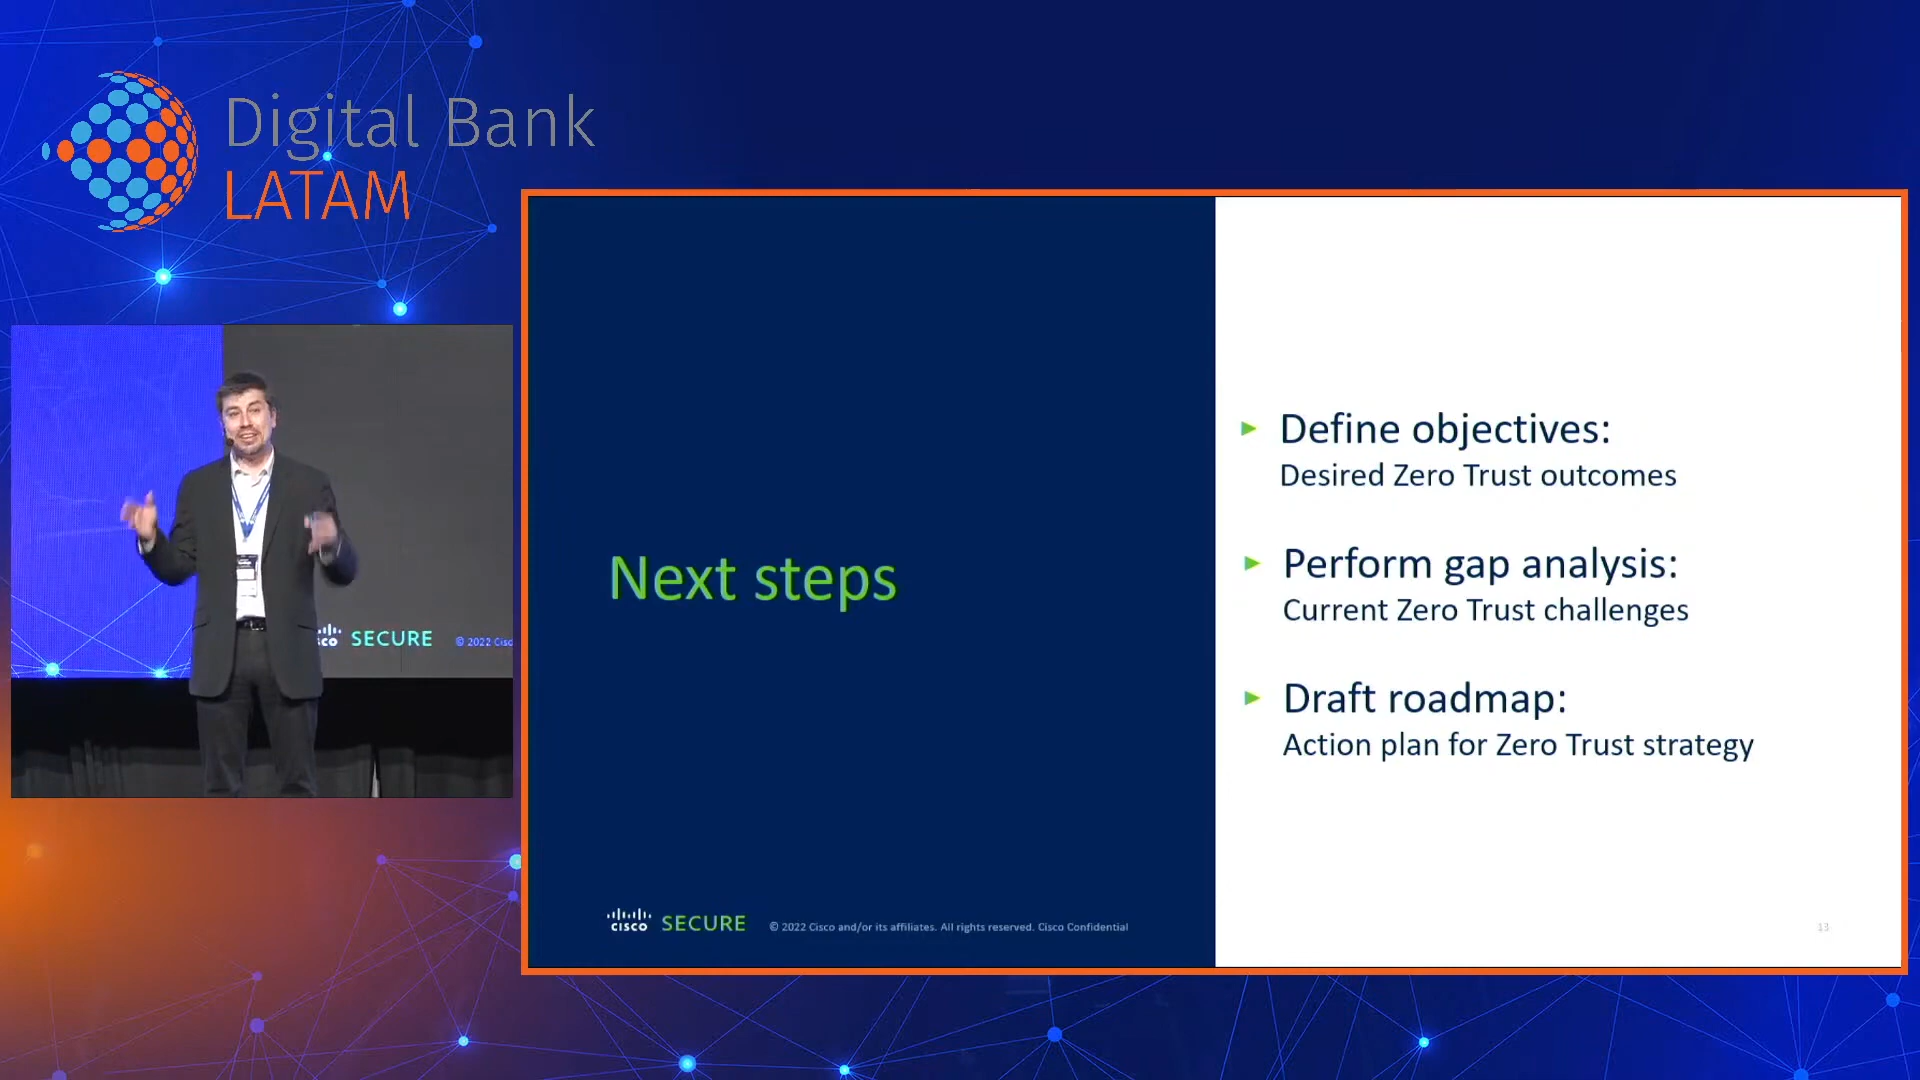 Digital Bank
LATAM
Next steps
Define objectives:
Desired Zero Trust outcomes
Perform gap analysis:
Current Zero Trust challenges
Draft roadmap:
Action plan for Zero Trust strategy
cisco SECURE © 2022 Cisco and/or its affiliates. All rights reserved. Cisco Confidential
13
SECURE © 2022